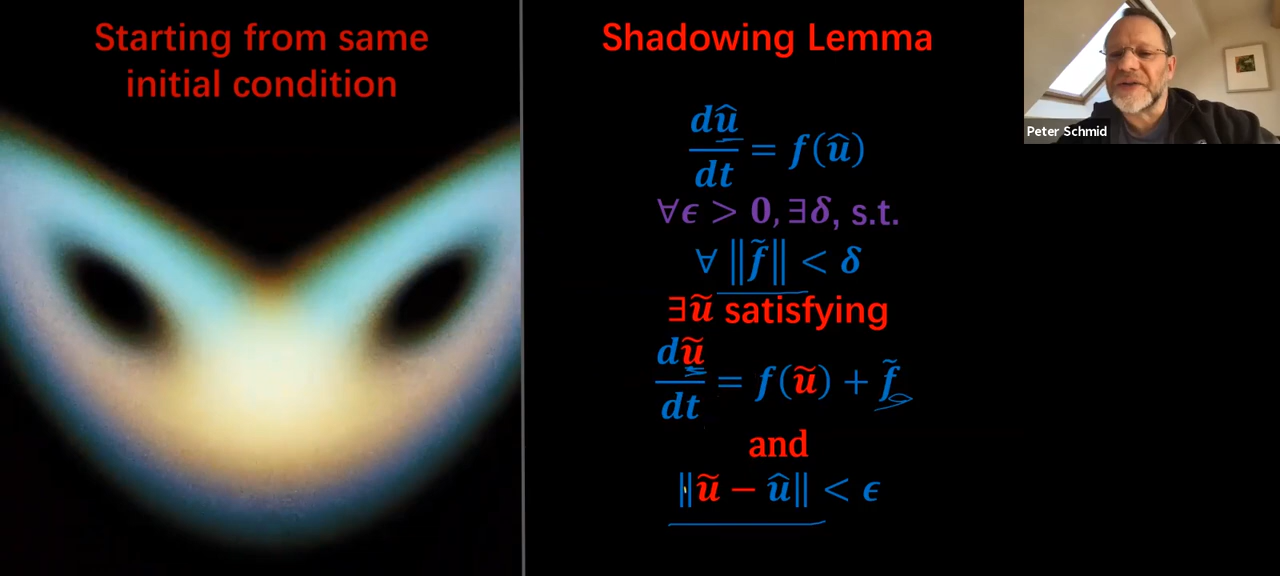 Starting from same
initial condition
Shadowing Lemma
dû/dt = f(û)
∀ϵ > 0, ∃δ, s.t.
∀ ‖f̃‖ < δ
∃ũ satisfying
dũ/dt = f(ũ) + f̃
and
‖ũ − û‖ < ϵ
Peter Schmid